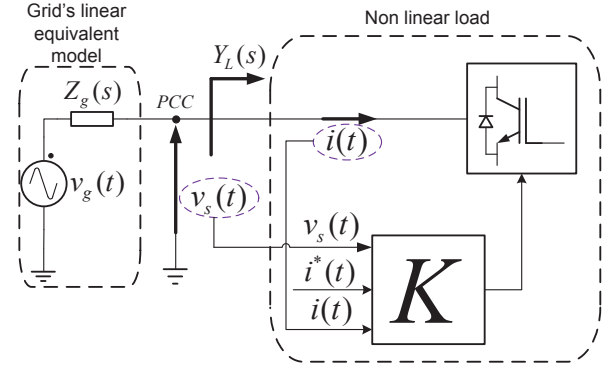 Grid's linear
equivalent
model
Non linear load
Z_g(s)
PCC
Y_L(s)
i(t)
v_g(t)
v_s(t)
v_s(t)
i^*(t)
i(t)
K